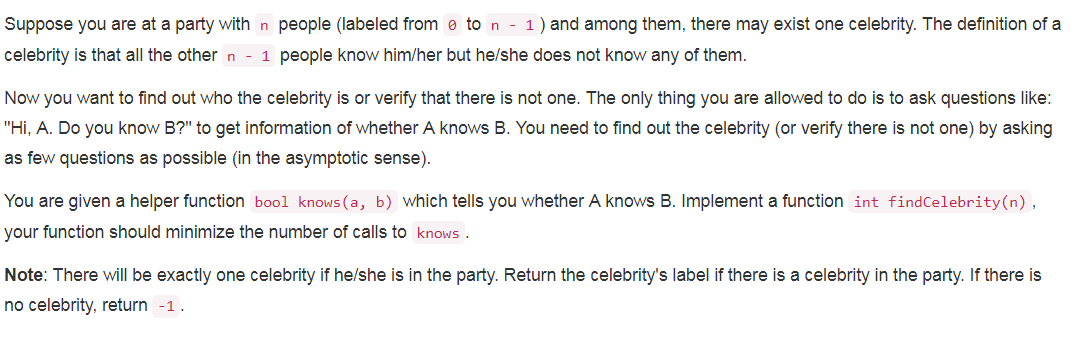 Suppose you are at a party with n people (labeled from 0 to n - 1 ) and among them, there may exist one celebrity. The definition of a
celebrity is that all the other n - 1 people know him/her but he/she does not know any of them.
Now you want to find out who the celebrity is or verify that there is not one. The only thing you are allowed to do is to ask questions like:
"Hi, A. Do you know B?" to get information of whether A knows B. You need to find out the celebrity (or verify there is not one) by asking
as few questions as possible (in the asymptotic sense).
You are given a helper function bool knows(a, b) which tells you whether A knows B. Implement a function int findCelebrity(n) ,
your function should minimize the number of calls to knows .
Note: There will be exactly one celebrity if he/she is in the party. Return the celebrity's label if there is a celebrity in the party. If there is
no celebrity, return -1 .